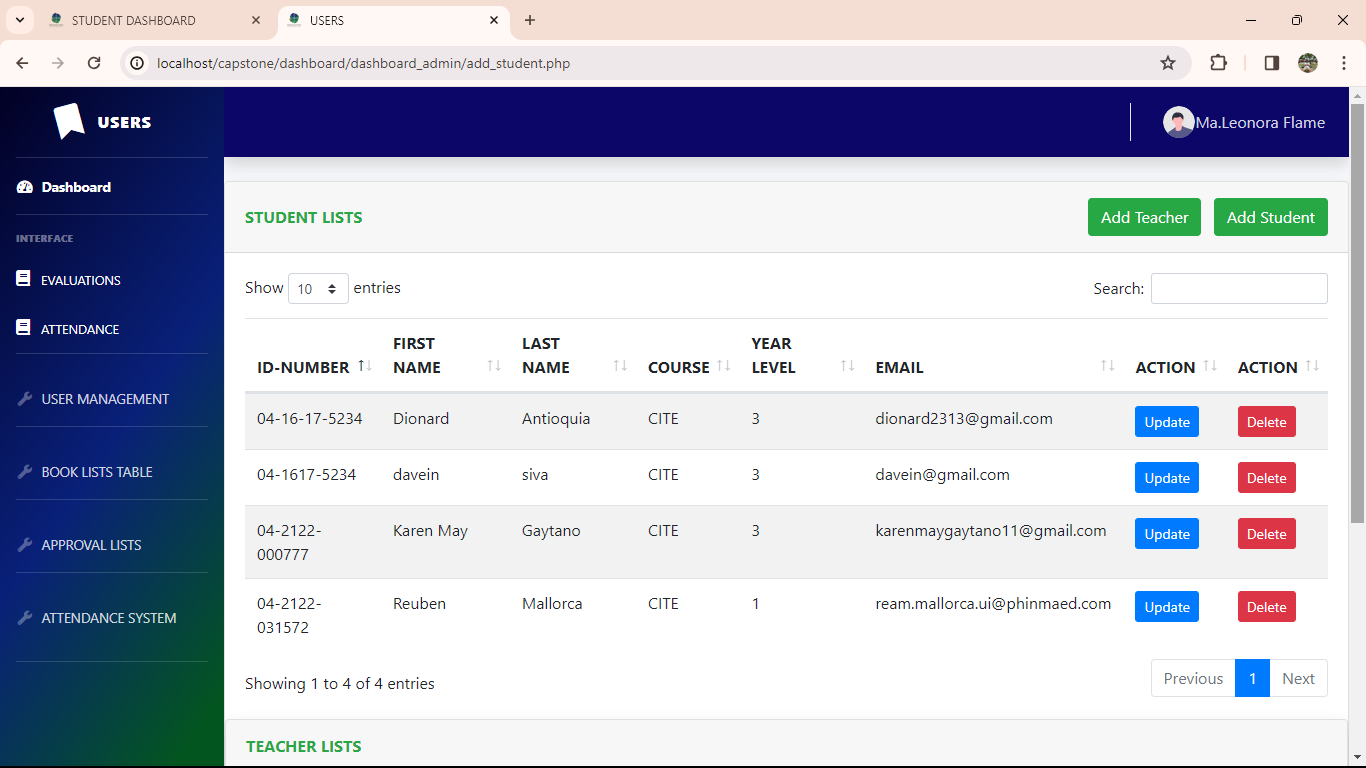 STUDENT DASHBOARD
USERS
localhost/capstone/dashboard/dashboard_admin/add_student.php
USERS
Ma.Leonora Flame
Dashboard
INTERFACE
EVALUATIONS
ATTENDANCE
USER MANAGEMENT
BOOK LISTS TABLE
APPROVAL LISTS
ATTENDANCE SYSTEM
STUDENT LISTS
Add Teacher Add Student
Show 10 entries Search:
ID-NUMBER FIRST NAME LAST NAME COURSE YEAR LEVEL EMAIL ACTION ACTION
04-16-17-5234 Dionard Antioquia CITE 3 dionard2313@gmail.com Update Delete
04-1617-5234 davein siva CITE 3 davein@gmail.com Update Delete
04-2122- Karen May Gaytano CITE 3 karenmaygaytano11@gmail.com Update Delete
000777
04-2122- Reuben Mallorca CITE 1 ream.mallorca.ui@phinmaed.com Update Delete
031572
Showing 1 to 4 of 4 entries Previous 1 Next
TEACHER LISTS